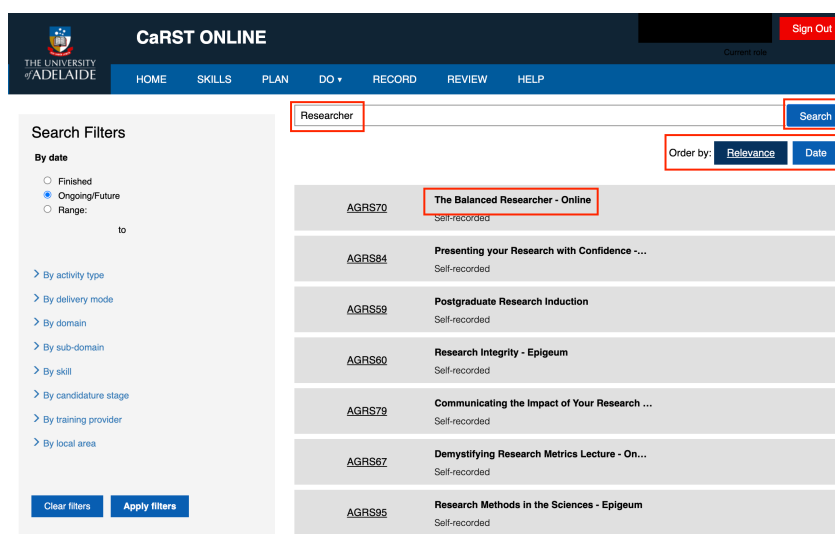 THE UNIVERSITY
of ADELAIDE
CaRST ONLINE
Sign Out
Current role
HOME SKILLS PLAN DO ▾ RECORD REVIEW HELP
Search Filters
By date
Finished
Ongoing/Future
Range:
to
By activity type
By delivery mode
By domain
By sub-domain
By skill
By candidature stage
By training provider
By local area
Clear filters Apply filters
Researcher Search
Order by: Relevance Date
AGRS70 The Balanced Researcher - Online
Self-recorded
AGRS84 Presenting your Research with Confidence -...
Self-recorded
AGRS59 Postgraduate Research Induction
Self-recorded
AGRS60 Research Integrity - Epigeum
Self-recorded
AGRS79 Communicating the Impact of Your Research ...
Self-recorded
AGRS67 Demystifying Research Metrics Lecture - On...
Self-recorded
AGRS95 Research Methods in the Sciences - Epigeum
Self-recorded